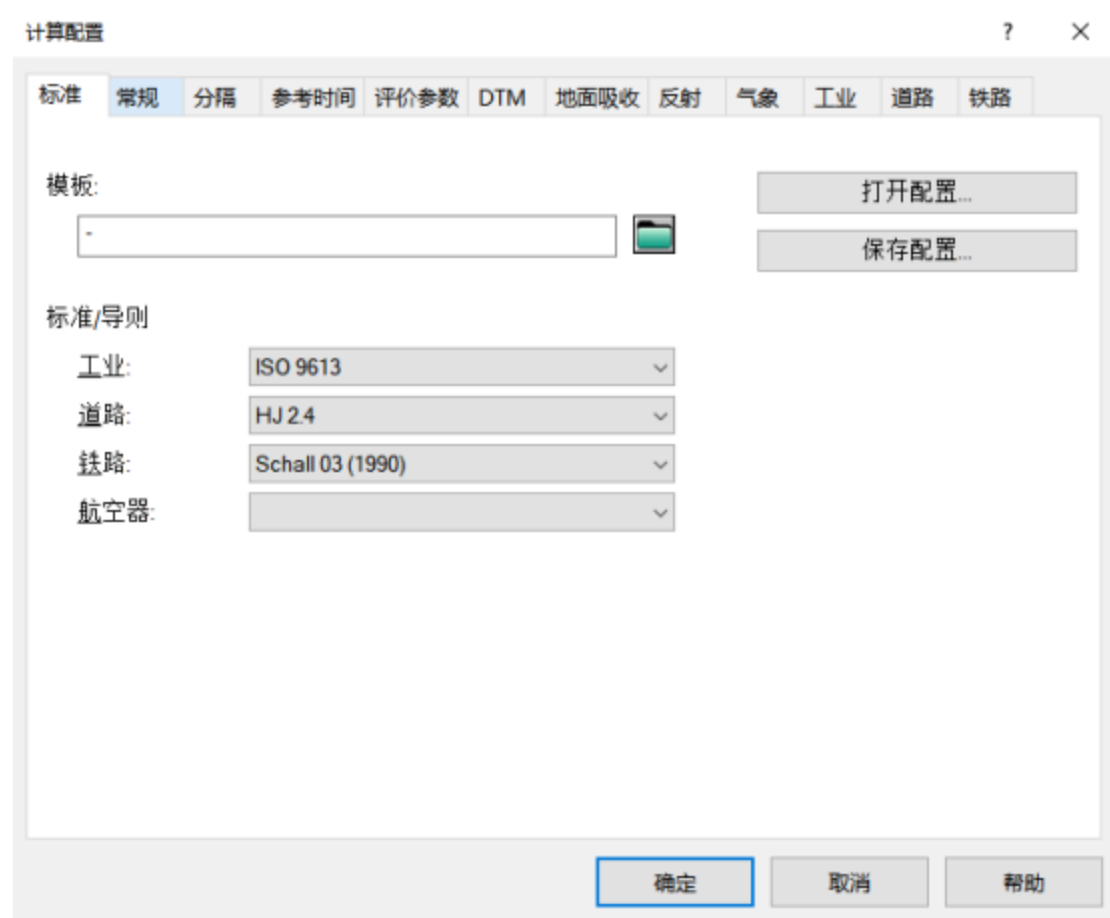 计算配置 ? ×
标准 常规 分隔 参考时间 评价参数 DTM 地面吸收 反射 气象 工业 道路 铁路
模板:
打开配置...
-
保存配置...
标准/导则
工业: ISO 9613
道路: HJ 2.4
铁路: Schall 03 (1990)
航空器:
确定 取消 帮助